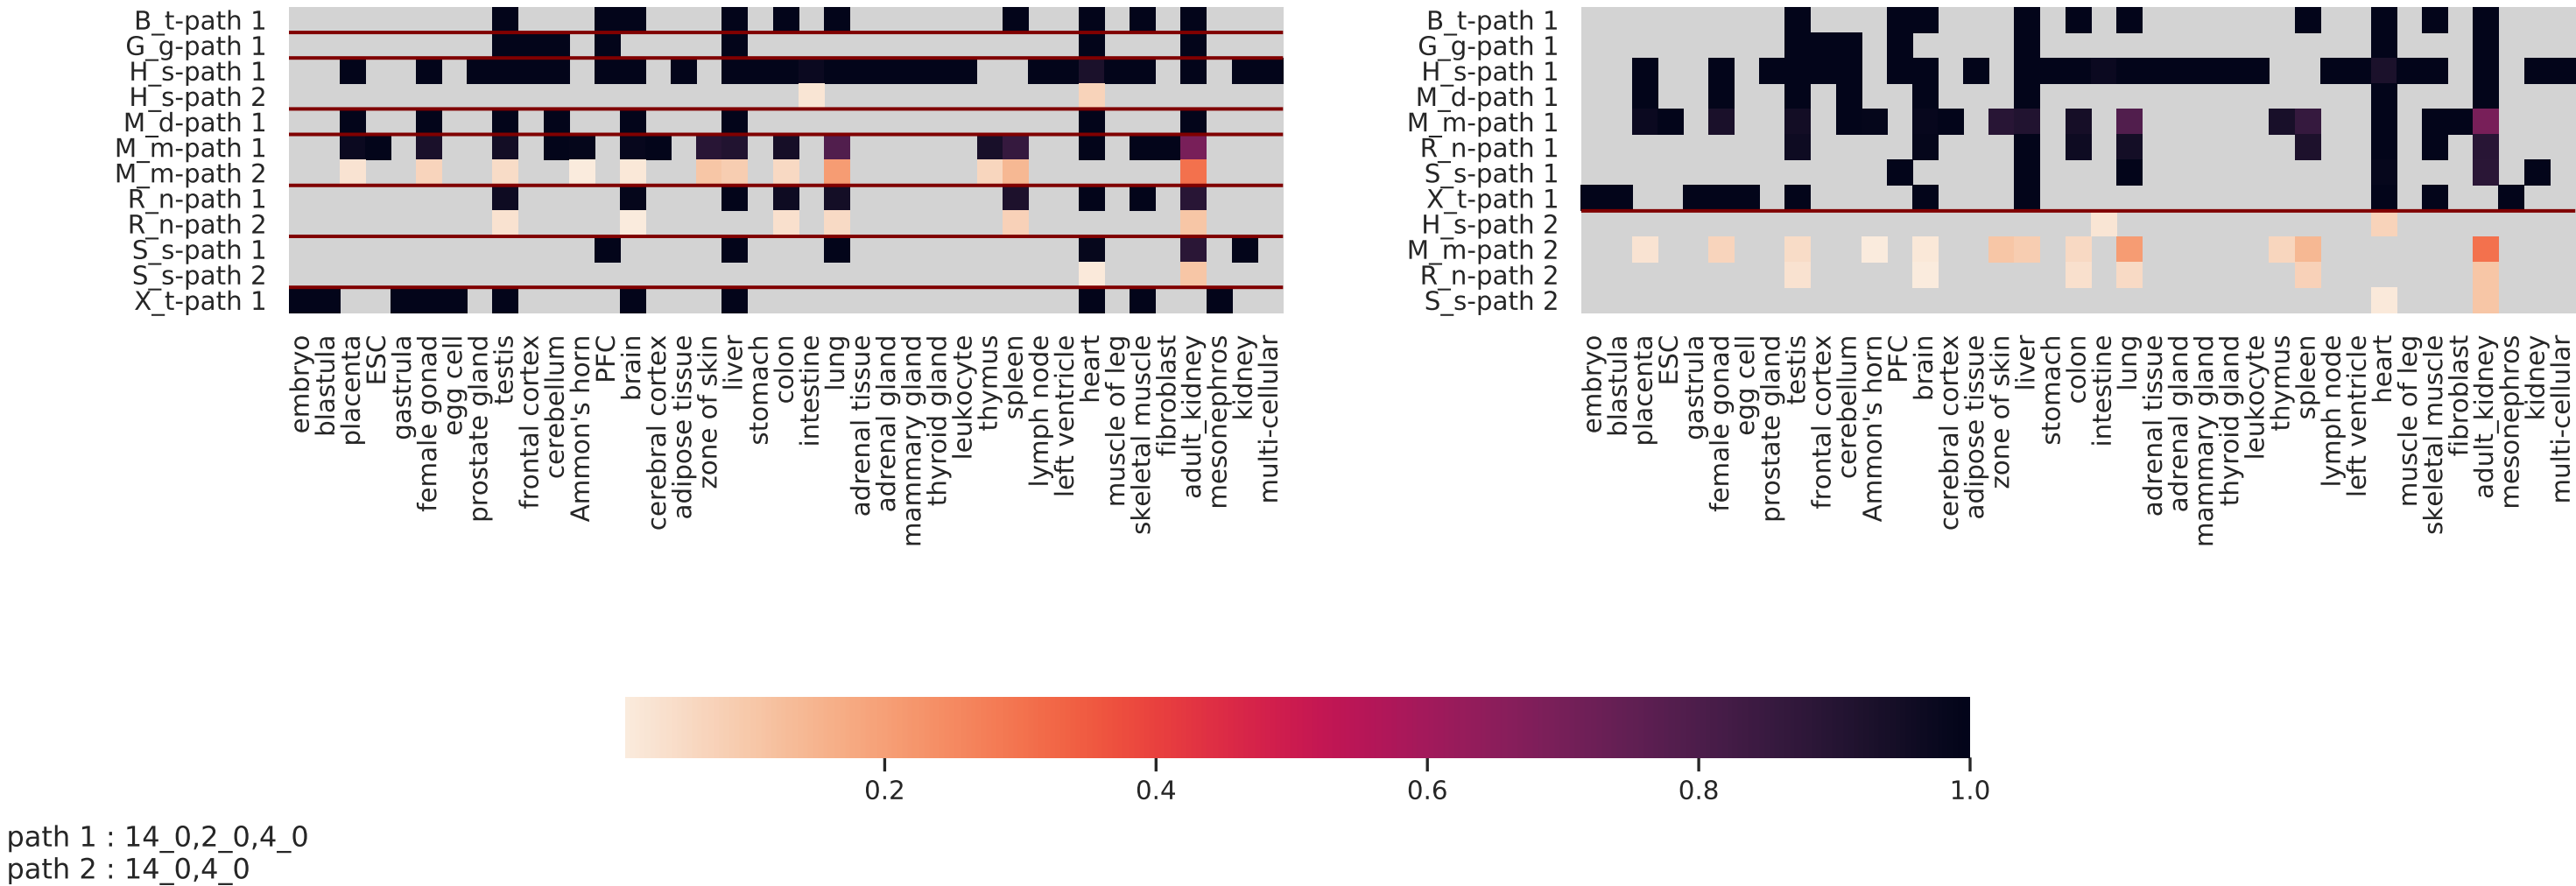 B_t-path 1
G_g-path 1
H_s-path 1
H_s-path 2
M_d-path 1
M_m-path 1
M_m-path 2
R_n-path 1
R_n-path 2
S_s-path 1
S_s-path 2
X_t-path 1
embryo
blastula
placenta
ESC
gastrula
female gonad
egg cell
prostate gland
testis
frontal cortex
cerebellum
Ammon's horn
PFC
brain
cerebral cortex
adipose tissue
zone of skin
liver
stomach
colon
intestine
lung
adrenal tissue
adrenal gland
mammary gland
thyroid gland
leukocyte
thymus
spleen
lymph node
left ventricle
heart
muscle of leg
skeletal muscle
fibroblast
adult_kidney
mesonephros
kidney
multi-cellular
B_t-path 1
G_g-path 1
H_s-path 1
M_d-path 1
M_m-path 1
R_n-path 1
S_s-path 1
X_t-path 1
H_s-path 2
M_m-path 2
R_n-path 2
S_s-path 2
embryo
blastula
placenta
ESC
gastrula
female gonad
egg cell
prostate gland
testis
frontal cortex
cerebellum
Ammon's horn
PFC
brain
cerebral cortex
adipose tissue
zone of skin
liver
stomach
colon
intestine
lung
adrenal tissue
adrenal gland
mammary gland
thyroid gland
leukocyte
thymus
spleen
lymph node
left ventricle
heart
muscle of leg
skeletal muscle
fibroblast
adult_kidney
mesonephros
kidney
multi-cellular
0.2 0.4 0.6 0.8 1.0
path 1 : 14_0,2_0,4_0
path 2 : 14_0,4_0